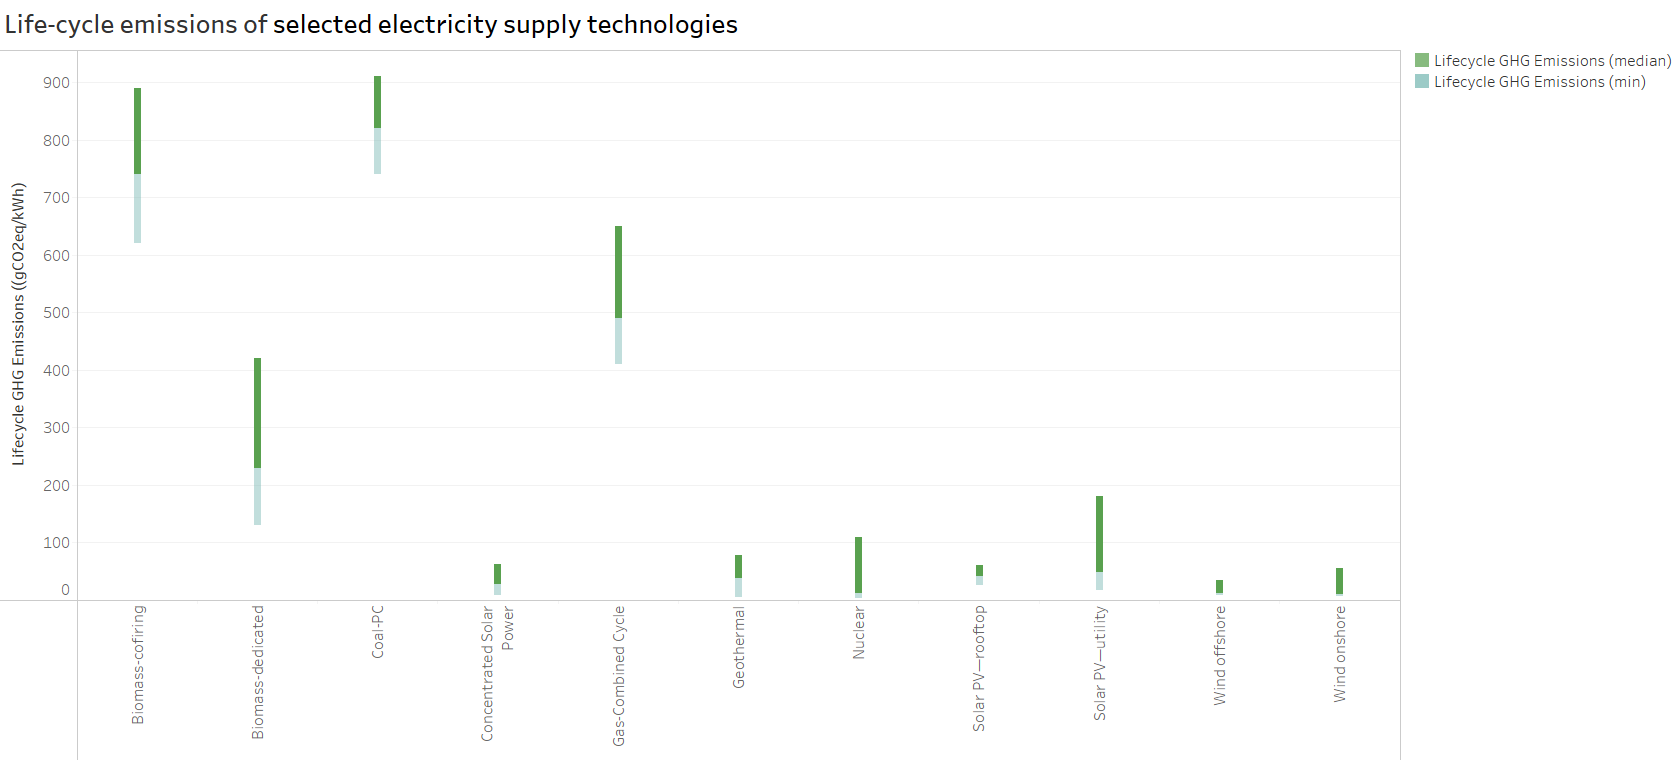 Life-cycle emissions of selected electricity supply technologies
Lifecycle GHG Emissions (median)
Lifecycle GHG Emissions (min)
Lifecycle GHG Emissions ((gCO2eq/kWh)
900
800
700
600
500
400
300
200
100
0
Biomass-cofiring
Biomass-dedicated
Coal-PC
Concentrated Solar
Power
Gas-Combined Cycle
Geothermal
Nuclear
Solar PV—rooftop
Solar PV—utility
Wind offshore
Wind onshore